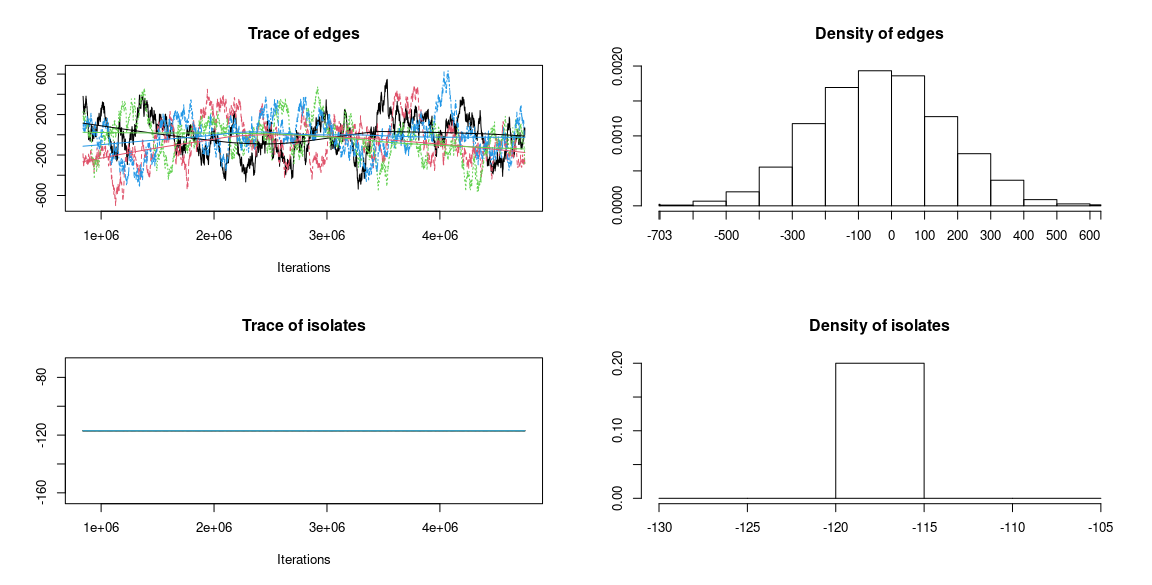 Trace of edges
600
200
-200
-600
1e+06 2e+06 3e+06 4e+06
Iterations
Density of edges
0.0020
0.0010
0.0000
-703 -500 -300 -100 0 100 200 300 400 500 600
Trace of isolates
-80
-120
-160
1e+06 2e+06 3e+06 4e+06
Iterations
Density of isolates
0.20
0.10
0.00
-130 -125 -120 -115 -110 -105